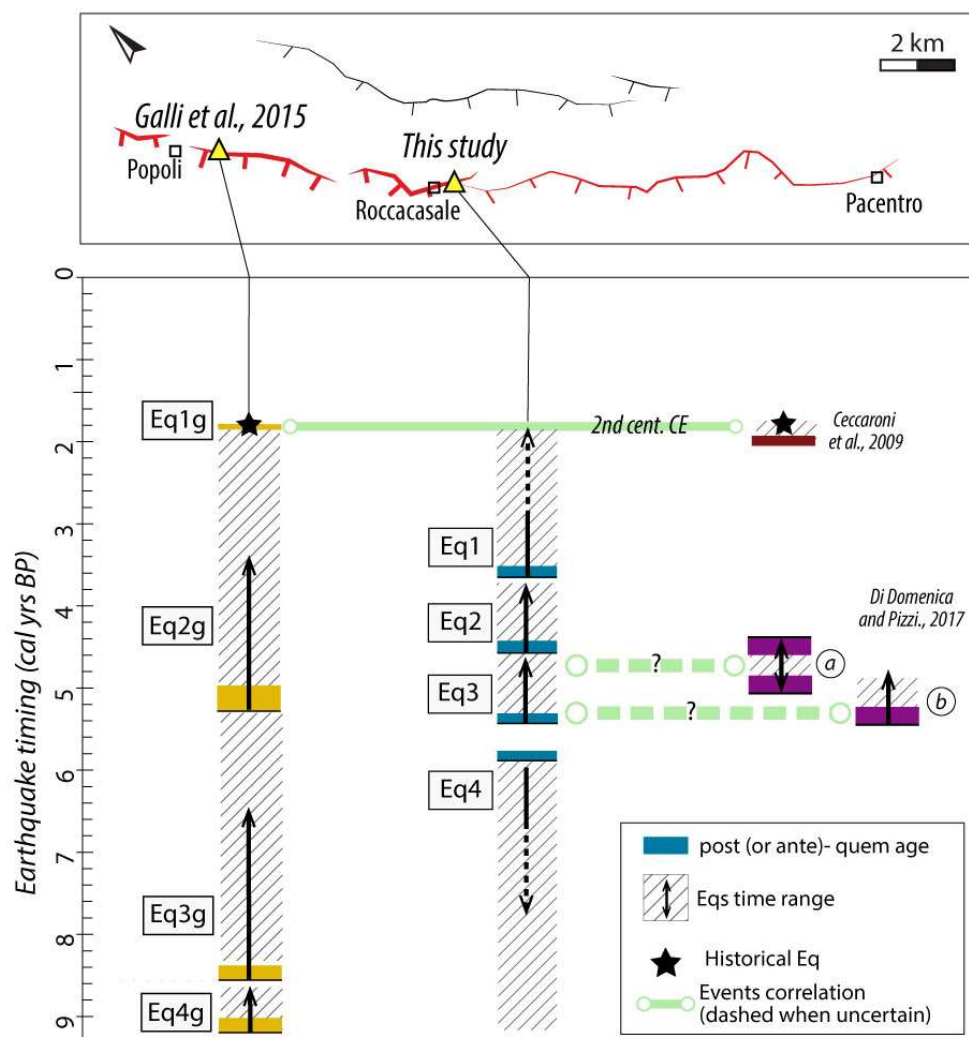 2 km
Galli et al., 2015
This study
Popoli
Roccacasale
Pacentro
Earthquake timing (cal yrs BP)
0
1
2
3
4
5
6
7
8
9
Eq1g
Eq2g
Eq3g
Eq4g
Eq1
Eq2
Eq3
Eq4
2nd cent. CE
Ceccaroni
et al., 2009
Di Domenica
and Pizzi., 2017
?
a
?
b
post (or ante)- quem age
Eqs time range
Historical Eq
Events correlation
(dashed when uncertain)